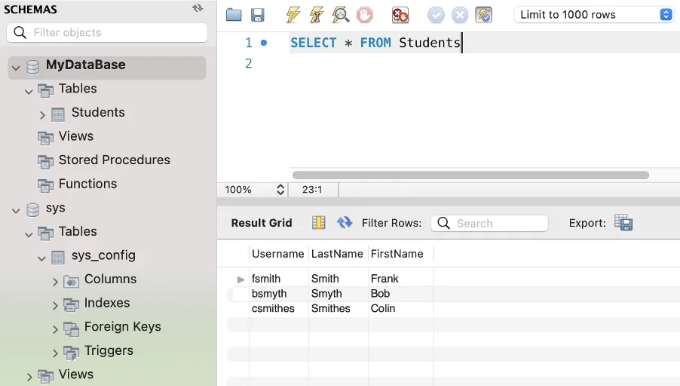 SCHEMAS
Filter objects
MyDataBase
Tables
Students
Views
Stored Procedures
Functions
sys
Tables
sys_config
Columns
Indexes
Foreign Keys
Triggers
Views
Limit to 1000 rows
1 SELECT * FROM Students
2
100% 23:1
Result Grid Filter Rows: Search Export:
Username LastName FirstName
fsmith Smith Frank
bsmyth Smyth Bob
csmithes Smithes Colin